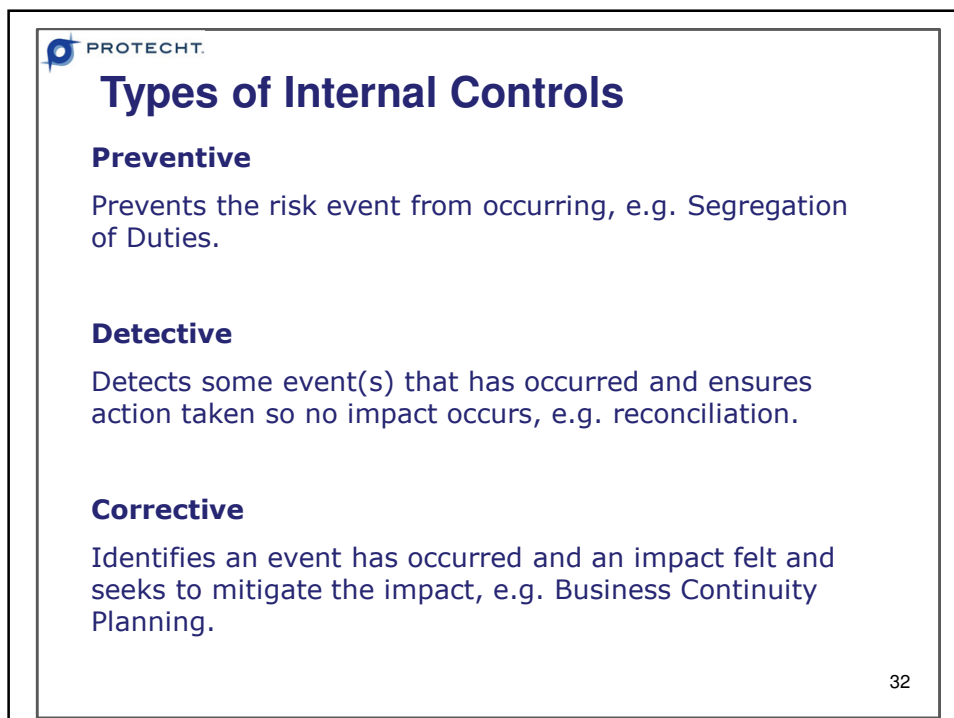 PROTECHT.
Types of Internal Controls
Preventive
Prevents the risk event from occurring, e.g. Segregation
of Duties.
Detective
Detects some event(s) that has occurred and ensures
action taken so no impact occurs, e.g. reconciliation.
Corrective
Identifies an event has occurred and an impact felt and
seeks to mitigate the impact, e.g. Business Continuity
Planning.
32